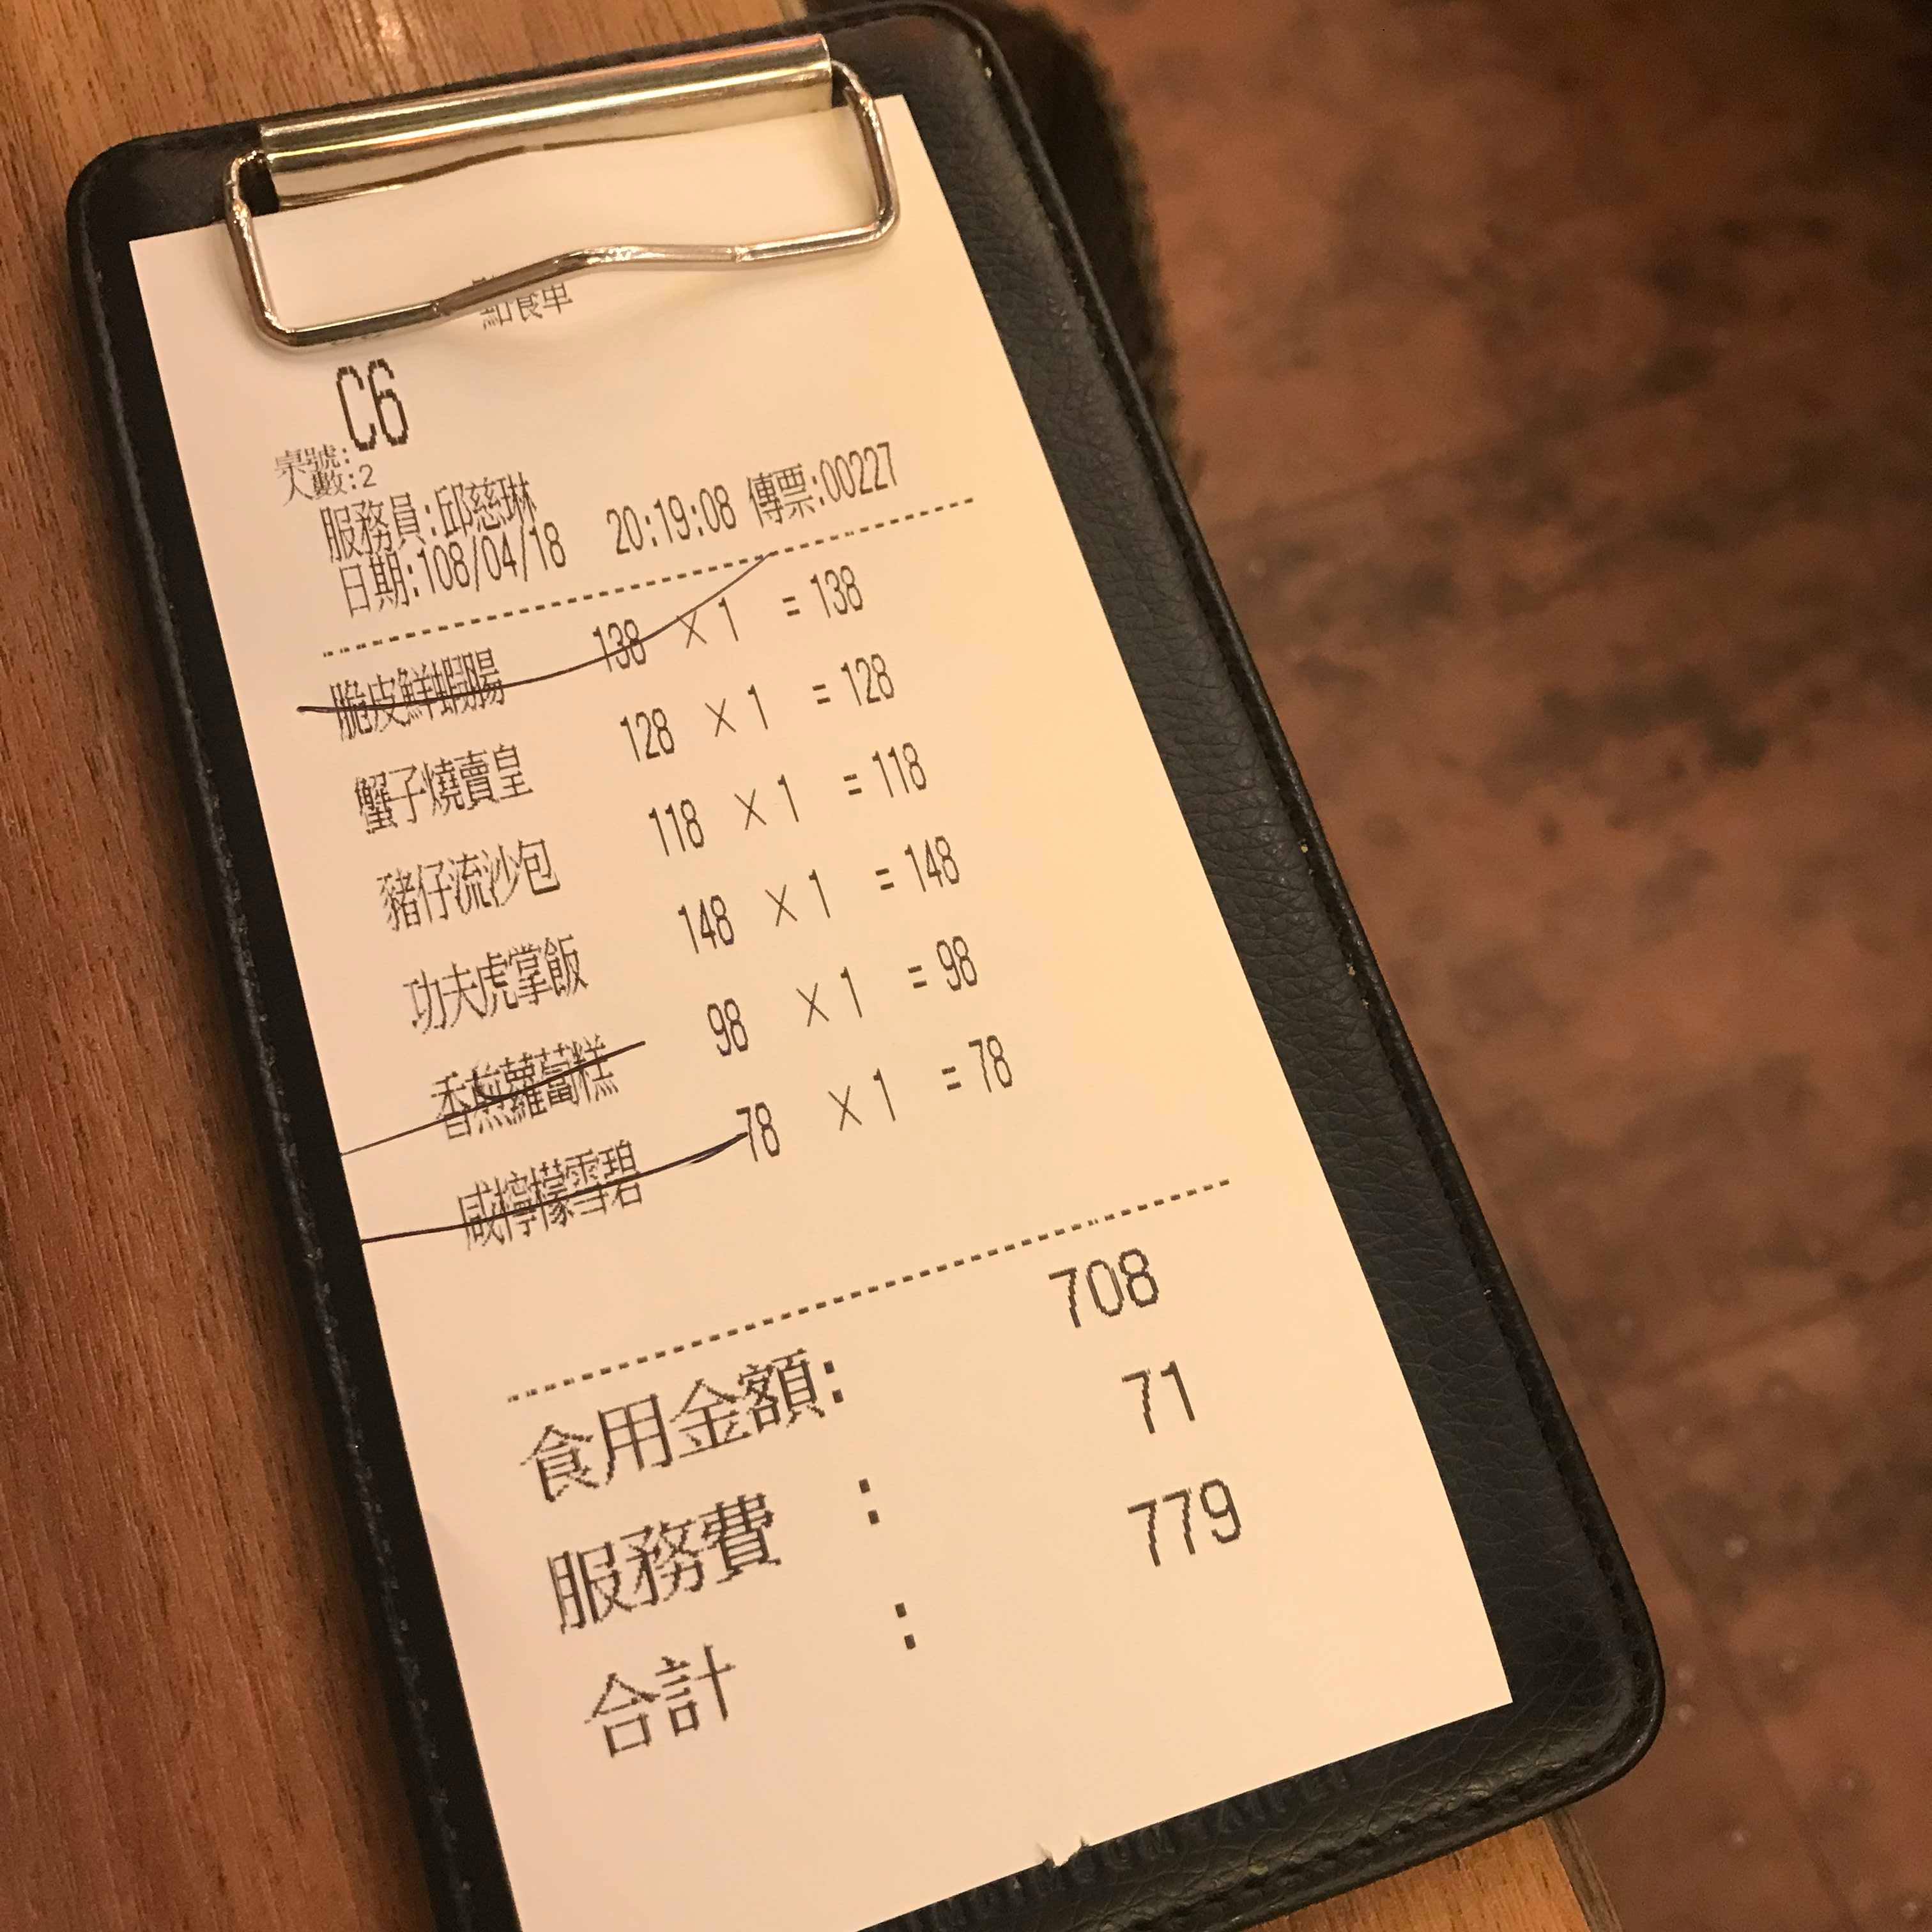 點食單
桌號:C6
人數:2
服務員:邱慈琳
日期:108/04/18 20:19:08 傳票:00227
脆皮鮮蝦腸 138 × 1 = 138
蟹子燒賣皇 128 × 1 = 128
豬仔流沙包 118 × 1 = 118
功夫虎掌飯 148 × 1 = 148
香煎蘿蔔糕 98 × 1 = 98
咸檸檬雪碧 78 × 1 = 78
食用金額: 708
服務費 : 71
合計 : 779